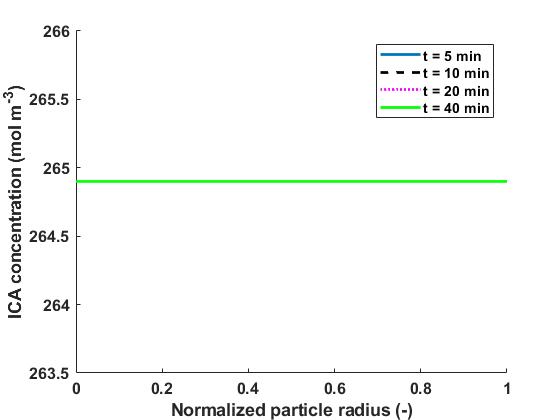 266
265.5
265
264.5
264
263.5
0
0.2
0.4
0.6
0.8
1
ICA concentration (mol m⁻³)
Normalized particle radius (-)
t = 5 min
t = 10 min
t = 20 min
t = 40 min